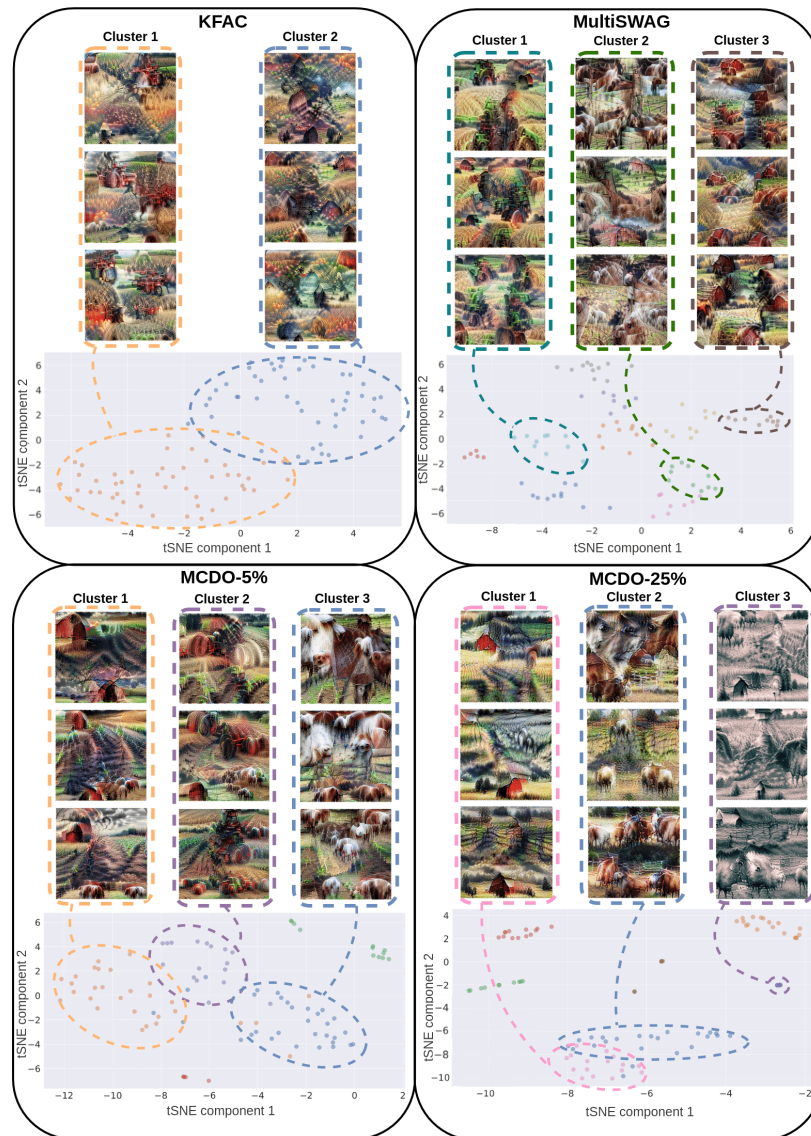 KFAC
Cluster 1
Cluster 2
6
4
2
0
−2
−4
−6
tSNE component 2
−4
−2
0
2
4
tSNE component 1
MultiSWAG
Cluster 1
Cluster 2
Cluster 3
6
4
2
0
−2
−4
−6
tSNE component 2
−8
−6
−4
−2
0
2
4
6
tSNE component 1
MCDO-5%
Cluster 1
Cluster 2
Cluster 3
6
4
2
0
−2
−4
−6
tSNE component 2
−12
−10
−8
−6
−4
−2
0
2
tSNE component 1
MCDO-25%
Cluster 1
Cluster 2
Cluster 3
4
2
0
−2
−4
−6
−8
−10
tSNE component 2
−10
−8
−6
−4
−2
tSNE component 1